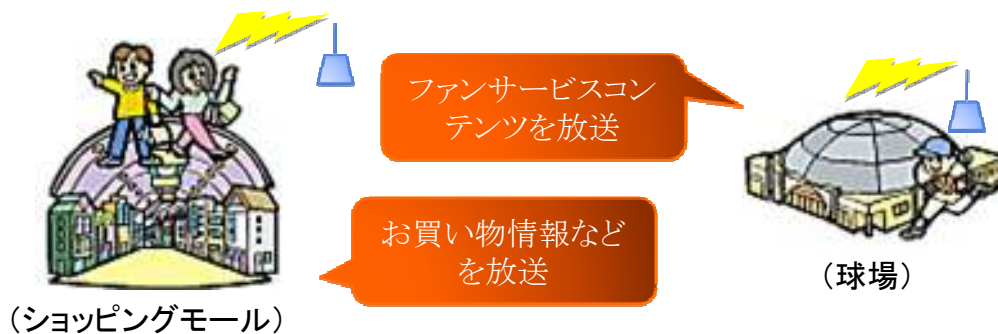 ファンサービスコン
テンツを放送
お買い物情報など
を放送
（球場）
（ショッピングモール）